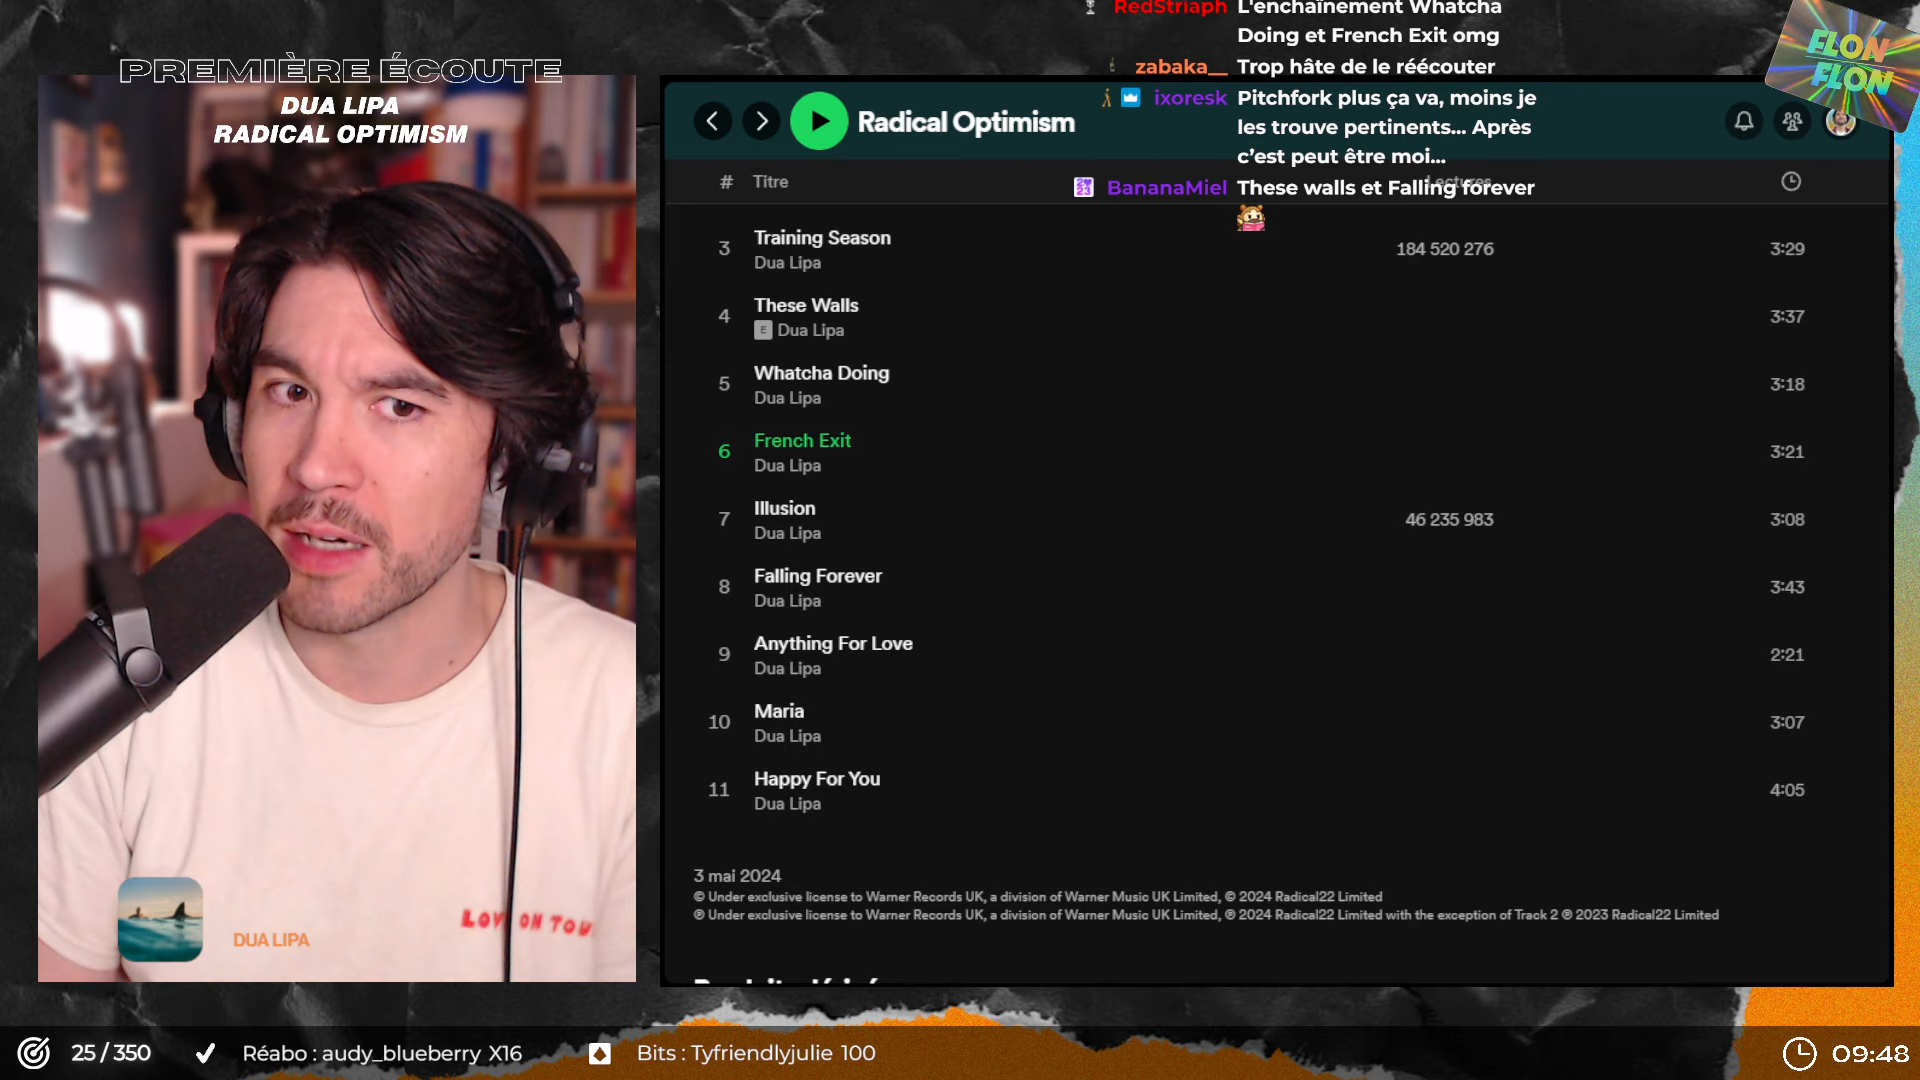 PREMIÈRE ÉCOUTE
DUA LIPA
RADICAL OPTIMISM
LOVE ON TOU
DUA LIPA
RedStriaph L'enchaînement Whatcha
Doing et French Exit omg
zabaka__ Trop hâte de le réécouter
ixoresk Pitchfork plus ça va, moins je
les trouve pertinents... Après
c'est peut être moi...
BananaMiel These walls et Falling forever
FLON
FLON
Radical Optimism
# Titre Lectures
3 Training Season 184 520 276 3:29
Dua Lipa
4 These Walls 3:37
E Dua Lipa
5 Whatcha Doing 3:18
Dua Lipa
6 French Exit 3:21
Dua Lipa
7 Illusion 46 235 983 3:08
Dua Lipa
8 Falling Forever 3:43
Dua Lipa
9 Anything For Love 2:21
Dua Lipa
10 Maria 3:07
Dua Lipa
11 Happy For You 4:05
Dua Lipa
3 mai 2024
© Under exclusive license to Warner Records UK, a division of Warner Music UK Limited, © 2024 Radical22 Limited
℗ Under exclusive license to Warner Records UK, a division of Warner Music UK Limited, ℗ 2024 Radical22 Limited with the exception of Track 2 ℗ 2023 Radical22 Limited
25 / 350 Réabo : audy_blueberry X16 Bits : Tyfriendlyjulie 100 09:48